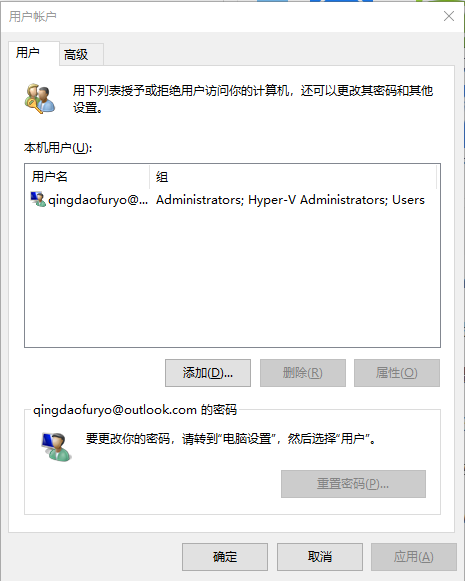 用户帐户
用户
高级
用下列表授予或拒绝用户访问你的计算机，还可以更改其密码和其他
设置。
本机用户(U):
用户名
组
qingdaofuryo@...
Administrators; Hyper-V Administrators; Users
添加(D)...
删除(R)
属性(O)
qingdaofuryo@outlook.com 的密码
要更改你的密码，请转到“电脑设置”，然后选择“用户”。
重置密码(P)...
确定
取消
应用(A)